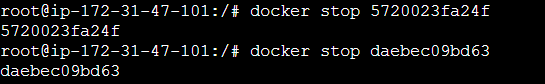 root@ip-172-31-47-101:/# docker stop 5720023fa24f
5720023fa24f
root@ip-172-31-47-101:/# docker stop daebec09bd63
daebec09bd63